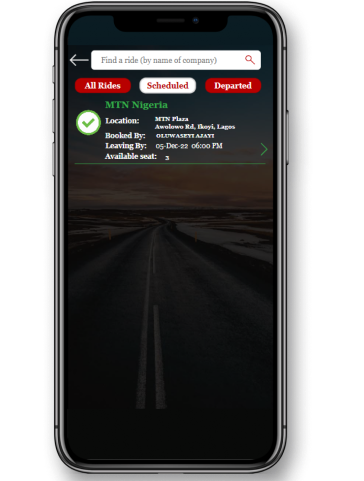 Find a ride (by name of company)
All Rides
Scheduled
Departed
MTN Nigeria
Location: MTN Plaza
Awolowo Rd, Ikoyi, Lagos
Booked By: OLUWASEYI AJAYI
Leaving By: 05-Dec-22 06:00 PM
Available seat: 3